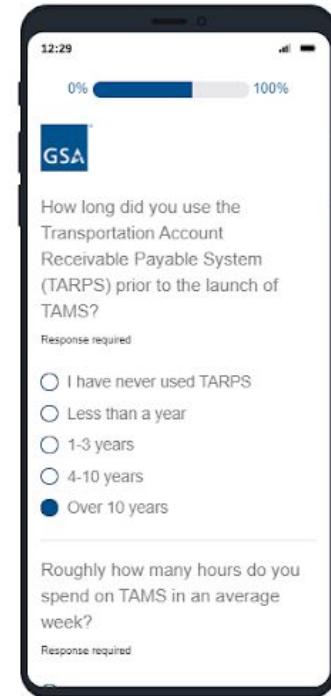 12:29
0% 100%
GSA
How long did you use the
Transportation Account
Receivable Payable System
(TARPS) prior to the launch of
TAMS?
Response required
I have never used TARPS
Less than a year
1-3 years
4-10 years
Over 10 years
Roughly how many hours do you
spend on TAMS in an average
week?
Response required